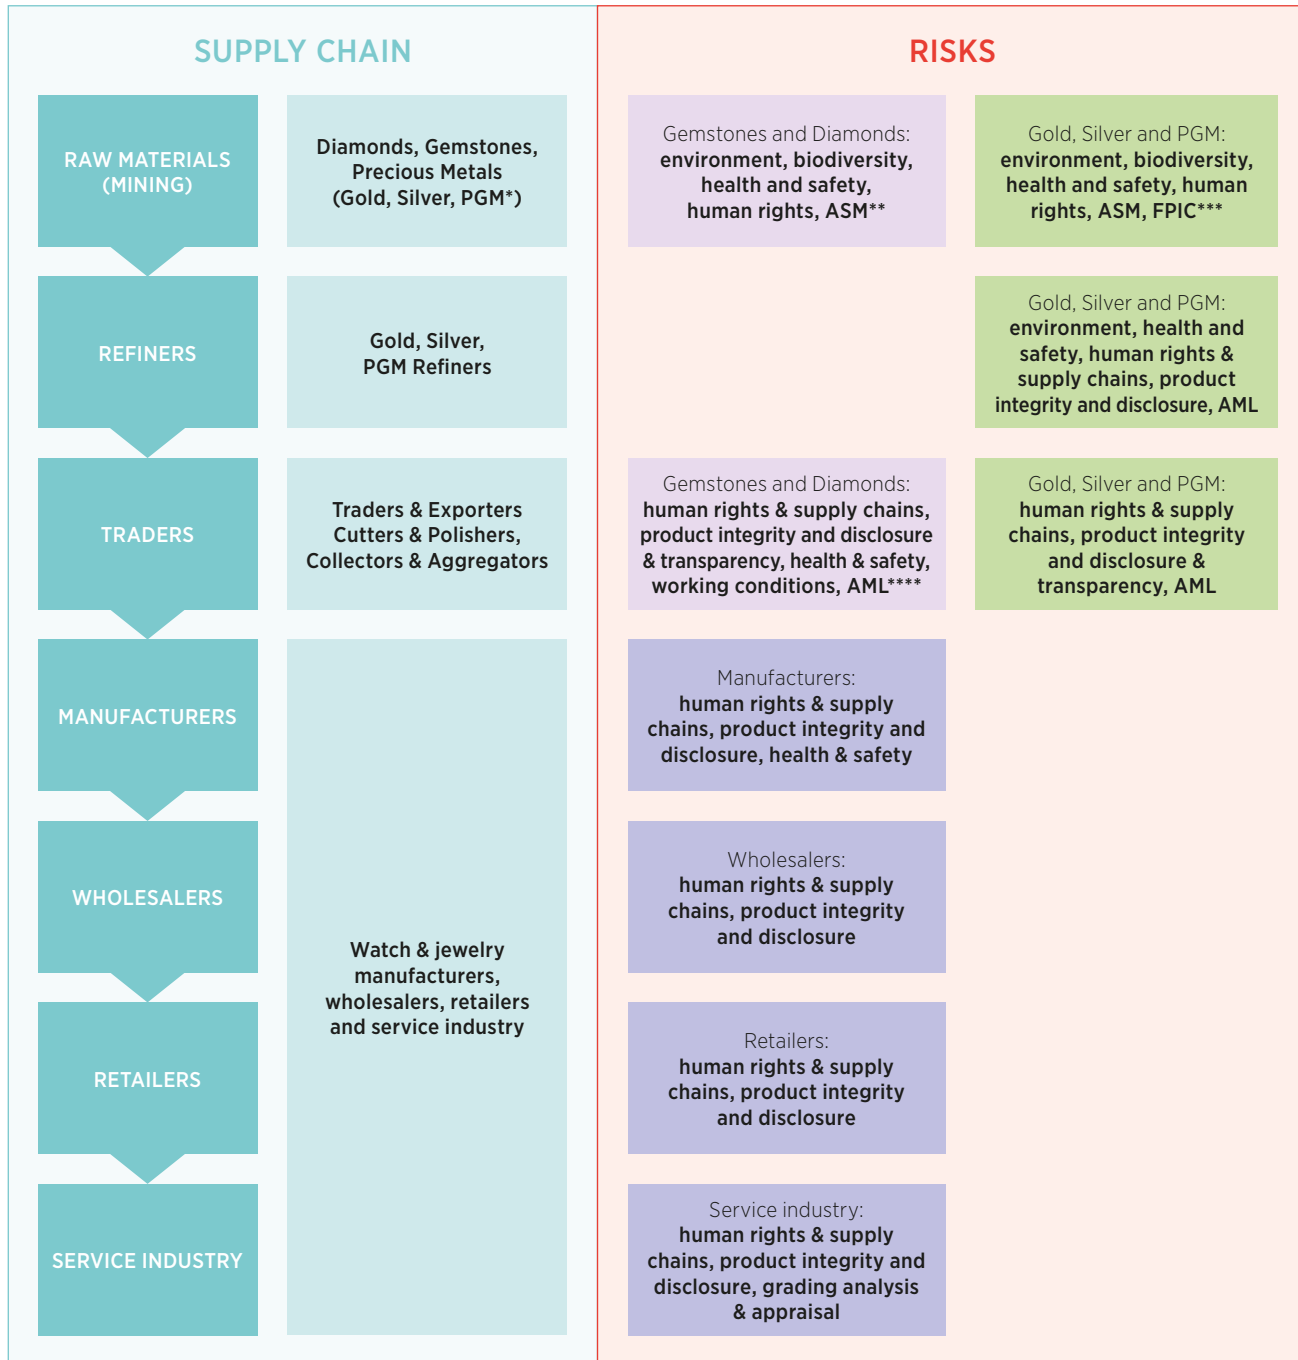 SUPPLY CHAIN
RISKS
RAW MATERIALS
(MINING)
Diamonds, Gemstones,
Precious Metals
(Gold, Silver, PGM*)
Gemstones and Diamonds:
environment, biodiversity,
health and safety,
human rights, ASM**
Gold, Silver and PGM:
environment, biodiversity,
health and safety, human
rights, ASM, FPIC***
REFINERS
Gold, Silver,
PGM Refiners
Gold, Silver and PGM:
environment, health and
safety, human rights &
supply chains, product
integrity and disclosure, AML
TRADERS
Traders & Exporters
Cutters & Polishers,
Collectors & Aggregators
Gemstones and Diamonds:
human rights & supply chains,
product integrity and disclosure
& transparency, health & safety,
working conditions, AML****
Gold, Silver and PGM:
human rights & supply
chains, product integrity
and disclosure &
transparency, AML
MANUFACTURERS
Manufacturers:
human rights & supply
chains, product integrity and
disclosure, health & safety
WHOLESALERS
Wholesalers:
human rights & supply
chains, product integrity
and disclosure
Watch & jewelry
manufacturers,
wholesalers, retailers
and service industry
RETAILERS
Retailers:
human rights & supply
chains, product integrity
and disclosure
SERVICE INDUSTRY
Service industry:
human rights & supply
chains, product integrity and
disclosure, grading analysis
& appraisal